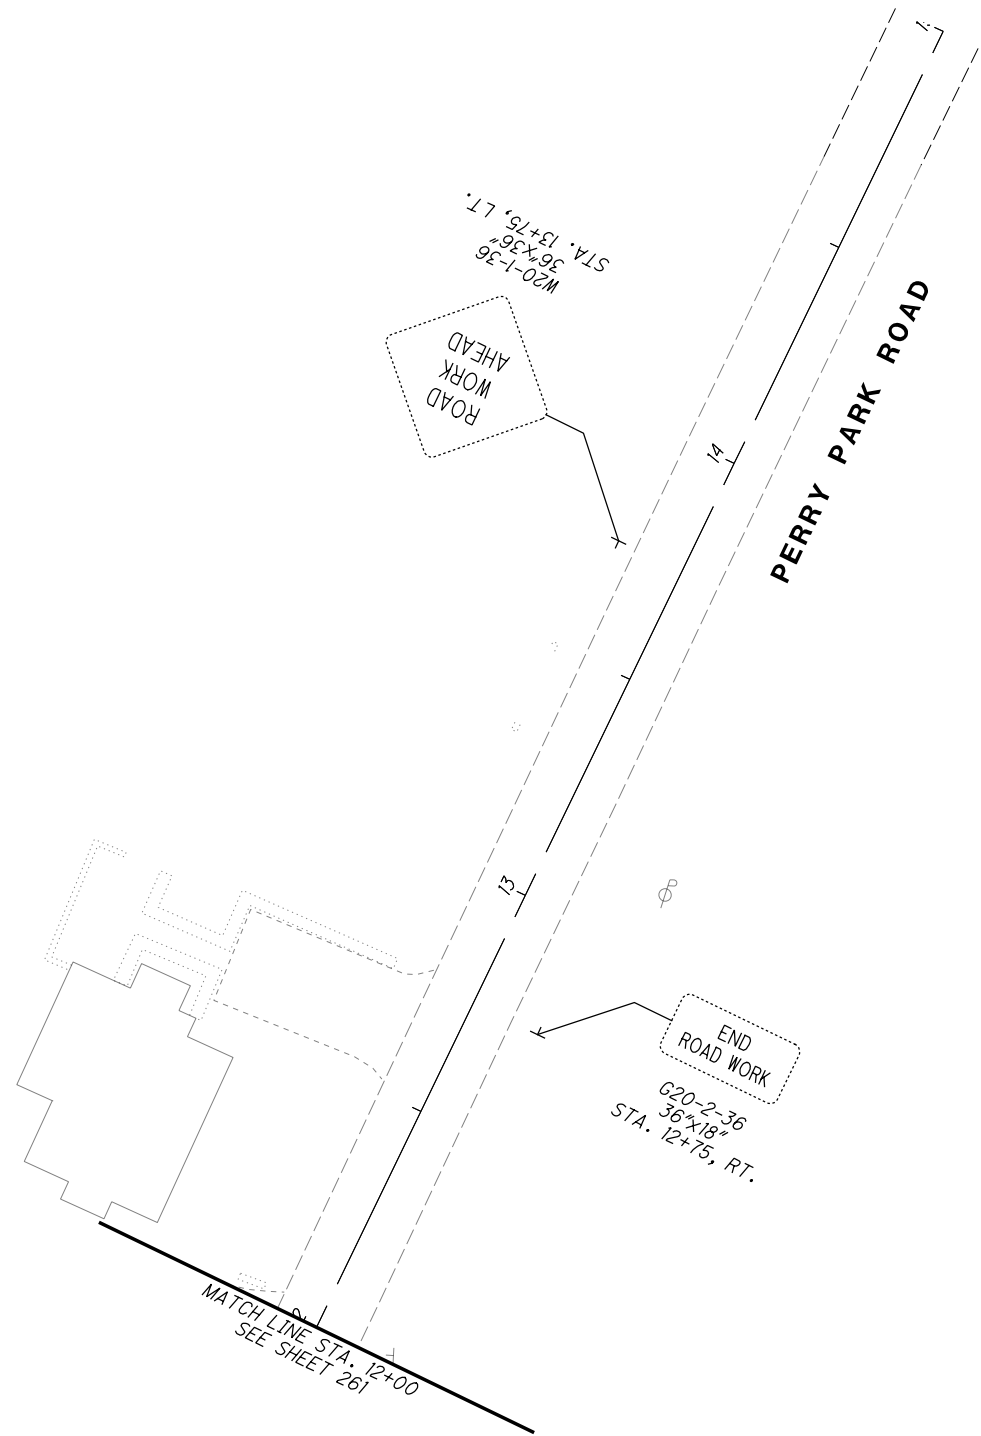 W20-1-36
36"x36"
STA. 13+75, LT.
ROAD
WORK
AHEAD
PERRY PARK ROAD
14
13
END
ROAD WORK
G20-2-36
36"x18"
STA. 12+75, RT.
MATCH LINE STA. 12+00
SEE SHEET 261